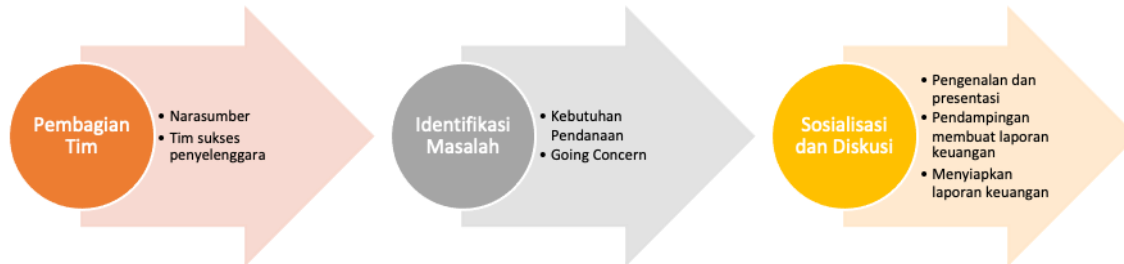 Pembagian
Tim
• Narasumber
• Tim sukses
penyelenggara
Identifikasi
Masalah
• Kebutuhan
Pendanaan
• Going Concern
Sosialisasi
dan Diskusi
• Pengenalan dan
presentasi
• Pendampingan
membuat laporan
keuangan
• Menyiapkan
laporan keuangan